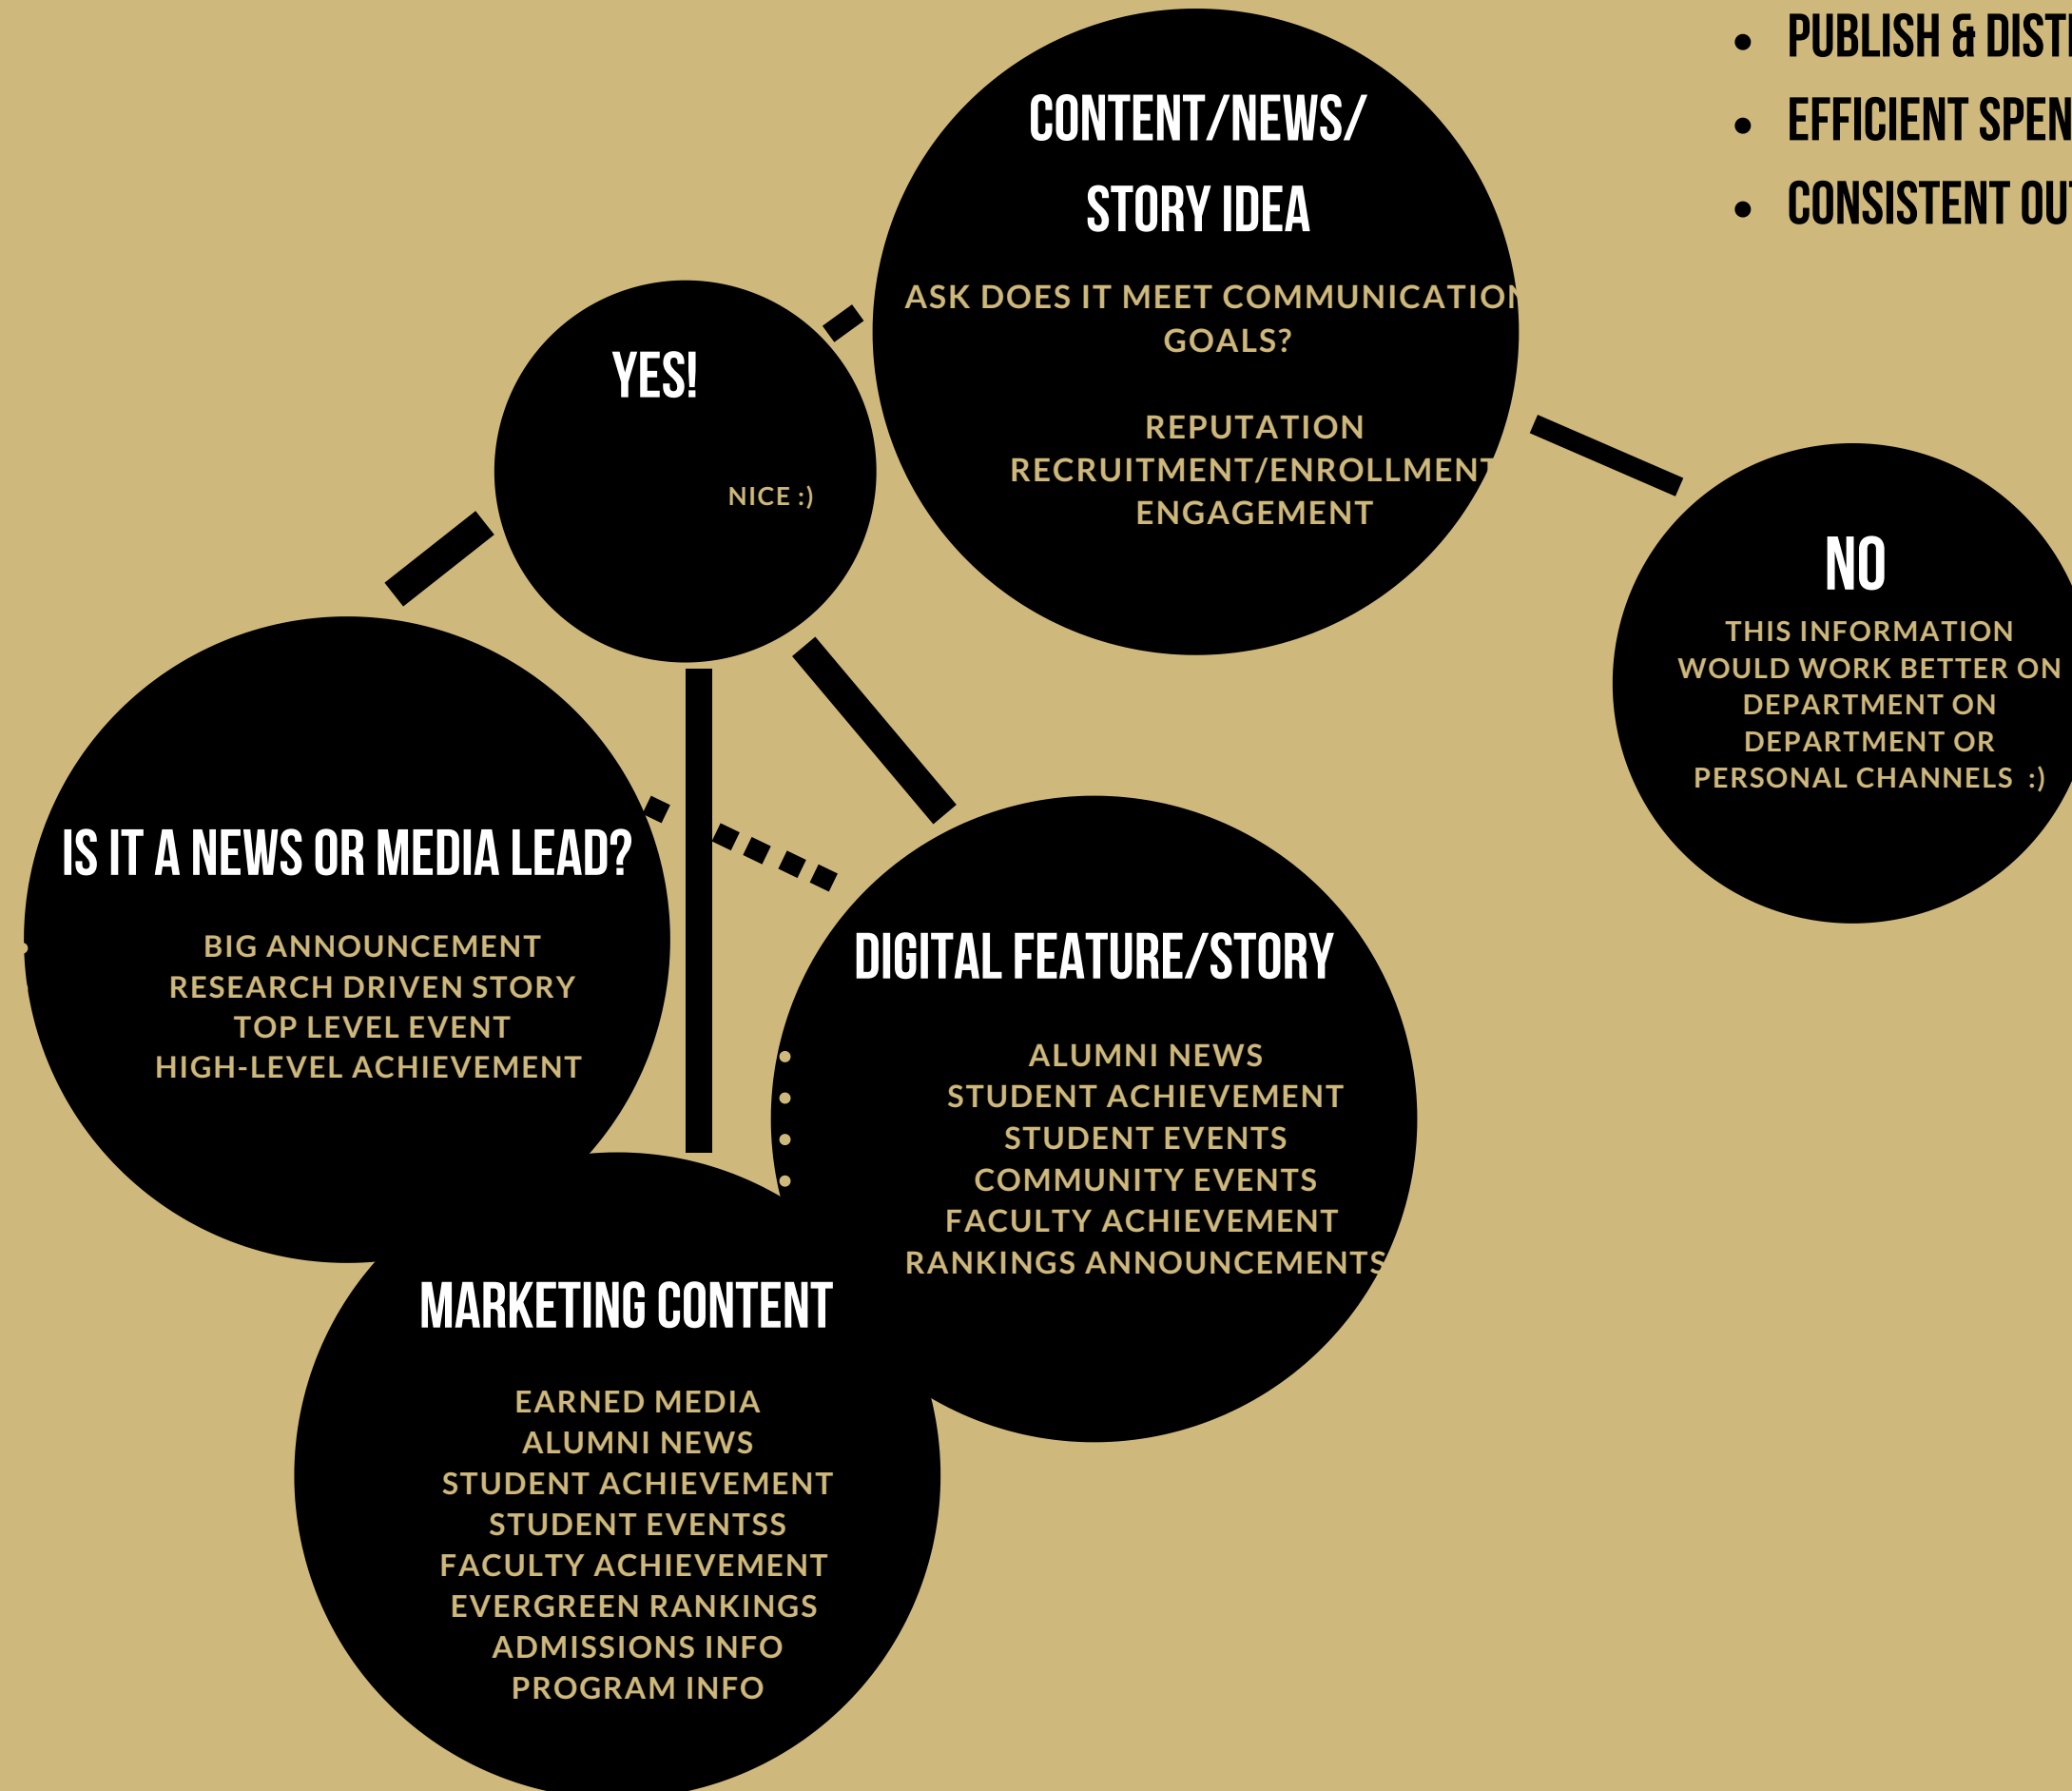 PUBLISH &
EFFICIENT
CONSISTENT
CONTENT/NEWS/
STORY IDEA
ASK DOES IT MEET COMMUNICATION
GOALS?
REPUTATION
RECRUITMENT/ENROLLMENT
ENGAGEMENT
YES!
NICE :)
NO
THIS INFORMATION
WOULD WORK BETTER ON
DEPARTMENT ON
DEPARTMENT OR
PERSONAL CHANNELS :)
IS IT A NEWS OR MEDIA LEAD?
BIG ANNOUNCEMENT
RESEARCH DRIVEN STORY
TOP LEVEL EVENT
HIGH-LEVEL ACHIEVEMENT
DIGITAL FEATURE/STORY
ALUMNI NEWS
STUDENT ACHIEVEMENT
STUDENT EVENTS
COMMUNITY EVENTS
FACULTY ACHIEVEMENT
RANKINGS ANNOUNCEMENTS
MARKETING CONTENT
EARNED MEDIA
ALUMNI NEWS
STUDENT ACHIEVEMENT
STUDENT EVENTSS
FACULTY ACHIEVEMENT
EVERGREEN RANKINGS
ADMISSIONS INFO
PROGRAM INFO